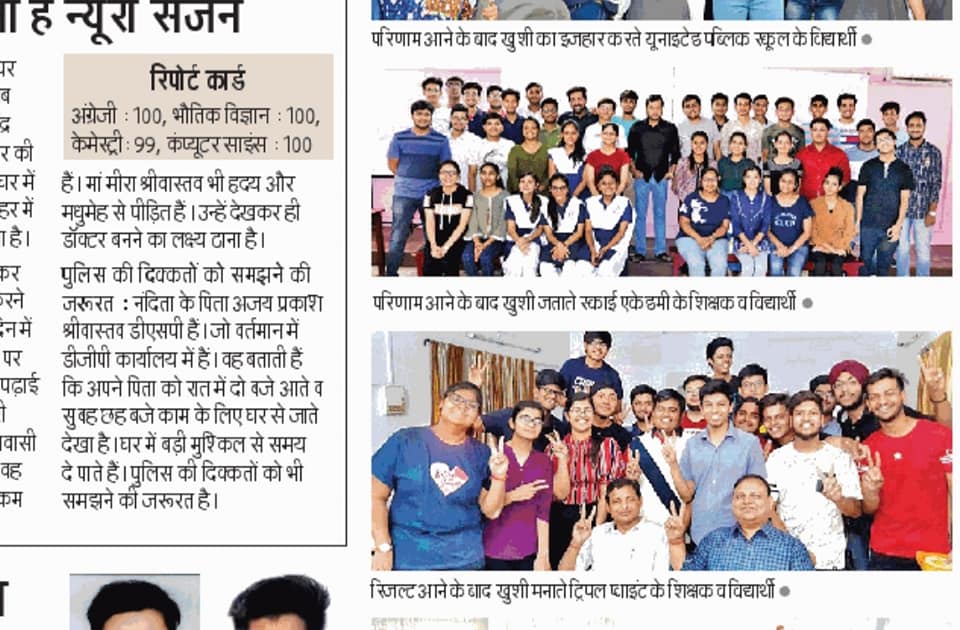 है न्यूरो सर्जन
रिपोर्ट कार्ड
अंग्रेजी : 100, भौतिक विज्ञान : 100,
केमेस्ट्री : 99, कंप्यूटर साइंस : 100
हैं। मां मीरा श्रीवास्तव भी हृदय और
मधुमेह से पीड़ित हैं। उन्हें देखकर ही
डॉक्टर बनने का लक्ष्य ठाना है।
पुलिस की दिक्कतों को समझने की
जरूरत : नंदिता के पिता अजय प्रकाश
श्रीवास्तव डीएसपी हैं। जो वर्तमान में
डीजीपी कार्यालय में हैं। वह बताती हैं
कि अपने पिता को रात में दो बजे आते व
सुबह छह बजे काम के लिए घर से जाते
देखा है। घर में बड़ी मुश्किल से समय
दे पाते हैं। पुलिस की दिक्कतों को भी
समझने की जरूरत है।
र की
घर में
हर में
है।
कर
रने
में
पर
पढ़ाई
वासी
वह
कम
परिणाम आने के बाद खुशी का इजहार करते यूनाइटेड पब्लिक स्कूल के विद्यार्थी ●
परिणाम आने के बाद खुशी जताते स्काई एकेडमी के शिक्षक व विद्यार्थी ●
रिजल्ट आने के बाद खुशी मनाते ट्रिपल प्वाइंट के शिक्षक व विद्यार्थी ●